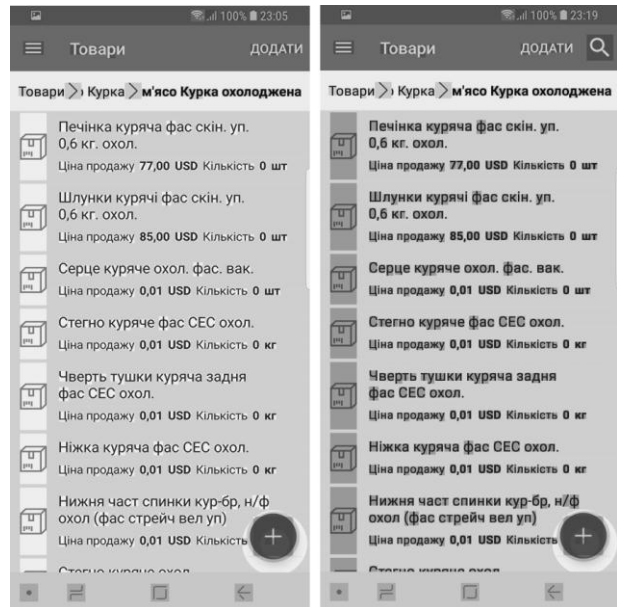 100% 23:05
Товари ДОДАТИ
Товари Курка м'ясо Курка охолоджена
Печінка куряча фас скін. уп.
0,6 кг. охол.
Ціна продажу 77,00 USD Кількість 0 шт
Шлунки курячі фас скін. уп.
0,6 кг. охол.
Ціна продажу 85,00 USD Кількість 0 шт
Серце куряче охол. фас. вак.
Ціна продажу 0,01 USD Кількість 0 шт
Стегно куряче фас СЕС охол.
Ціна продажу 0,01 USD Кількість 0 кг
Чверть тушки куряча задня
фас СЕС охол.
Ціна продажу 0,01 USD Кількість 0 кг
Ніжка куряча фас СЕС охол.
Ціна продажу 0,01 USD Кількість 0 кг
Нижня част спинки кур-бр, н/ф
охол (фас стрейч вел уп)
Ціна продажу 0,01 USD Кількість
100% 23:19
Товари ДОДАТИ
Товари Курка м'ясо Курка охолоджена
Печінка куряча фас скін. уп.
0,6 кг. охол.
Ціна продажу 77,00 USD Кількість 0 шт
Шлунки курячі фас скін. уп.
0,6 кг. охол.
Ціна продажу 85,00 USD Кількість 0 шт
Серце куряче охол. фас. вак.
Ціна продажу 0,01 USD Кількість 0 шт
Стегно куряче фас СЕС охол.
Ціна продажу 0,01 USD Кількість 0 кг
Чверть тушки куряча задня
фас СЕС охол.
Ціна продажу 0,01 USD Кількість 0 кг
Ніжка куряча фас СЕС охол.
Ціна продажу 0,01 USD Кількість 0 кг
Нижня част спинки кур-бр, н/ф
охол (фас стрейч вел уп)
Ціна продажу 0,01 USD Кількість